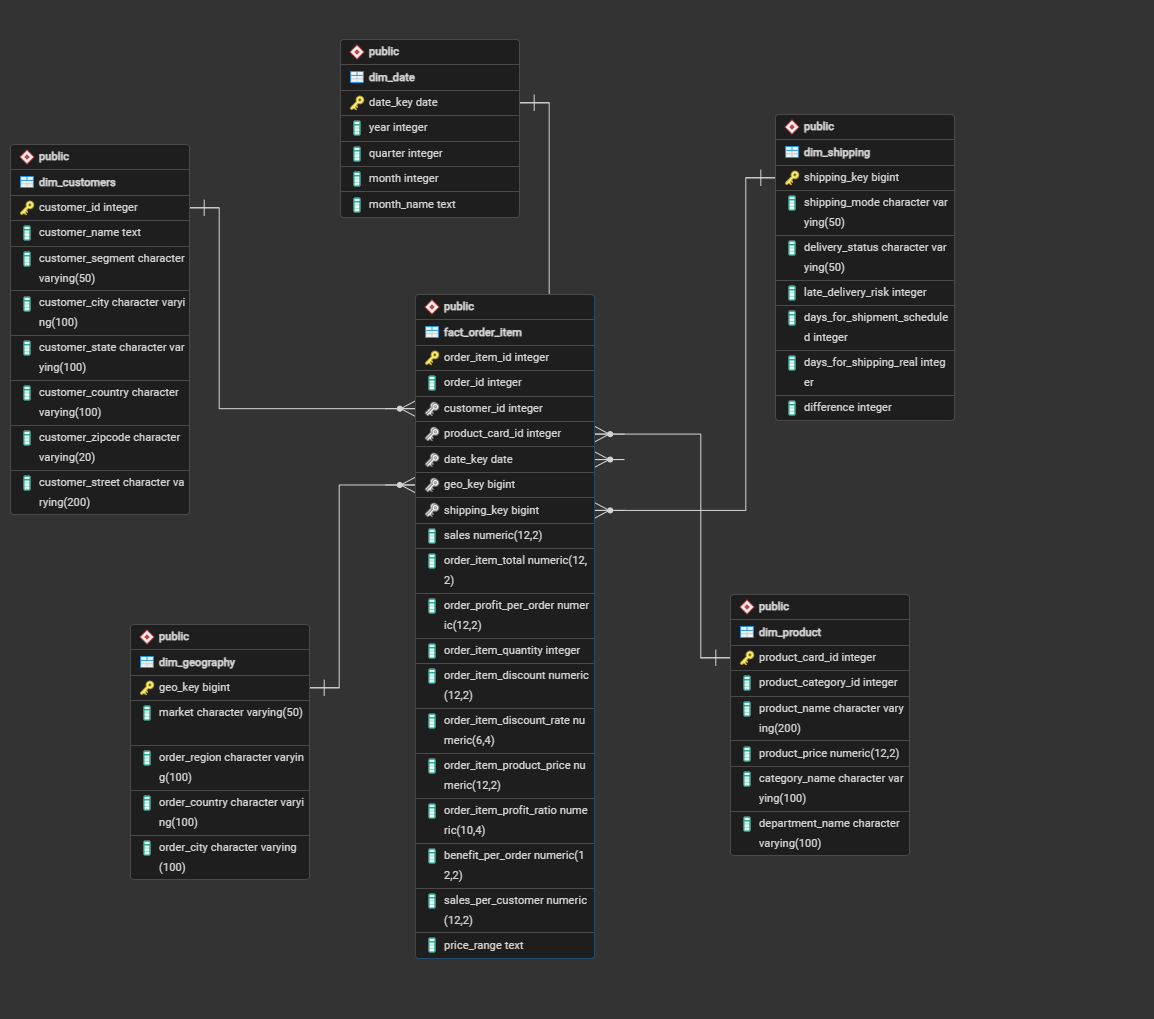 public
dim_date
date_key date
year integer
quarter integer
month integer
month_name text
public
dim_shipping
shipping_key bigint
shipping_mode character var
ying(50)
delivery_status character var
ying(50)
late_delivery_risk integer
days_for_shipment_schedule
d integer
days_for_shipping_real integ
er
difference integer
public
dim_customers
customer_id integer
customer_name text
customer_segment character
varying(50)
customer_city character varyi
ng(100)
customer_state character var
ying(100)
customer_country character
varying(100)
customer_zipcode character
varying(20)
customer_street character va
rying(200)
public
fact_order_item
order_item_id integer
order_id integer
customer_id integer
product_card_id integer
date_key date
geo_key bigint
shipping_key bigint
sales numeric(12,2)
order_item_total numeric(12,
2)
order_profit_per_order numer
ic(12,2)
order_item_quantity integer
order_item_discount numeric
(12,2)
order_item_discount_rate nu
meric(6,4)
order_item_product_price nu
meric(12,2)
order_item_profit_ratio nume
ric(10,4)
benefit_per_order numeric(1
2,2)
sales_per_customer numeric
(12,2)
price_range text
public
dim_geography
geo_key bigint
market character varying(50)
order_region character varyin
g(100)
order_country character varyi
ng(100)
order_city character varying
(100)
public
dim_product
product_card_id integer
product_category_id integer
product_name character vary
ing(200)
product_price numeric(12,2)
category_name character var
ying(100)
department_name character
varying(100)